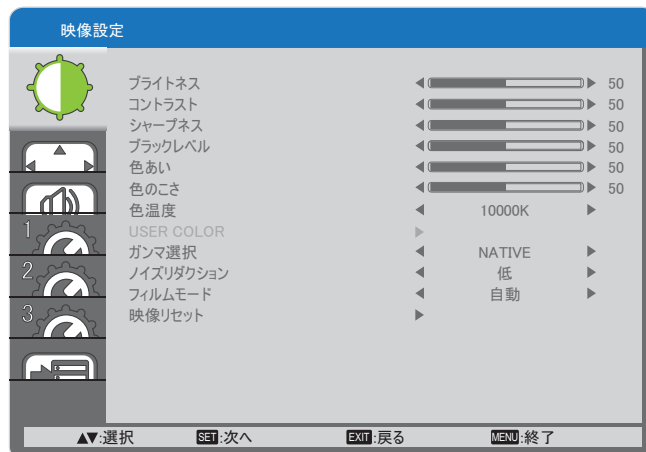 映像設定
ブライトネス 50
コントラスト 50
シャープネス 50
ブラックレベル 50
色あい 50
色のこさ 50
色温度 10000K
USER COLOR
ガンマ選択 NATIVE
ノイズリダクション 低
フィルムモード 自動
映像リセット
1
2
3
▲▼:選択 SET:次へ EXIT:戻る MENU:終了